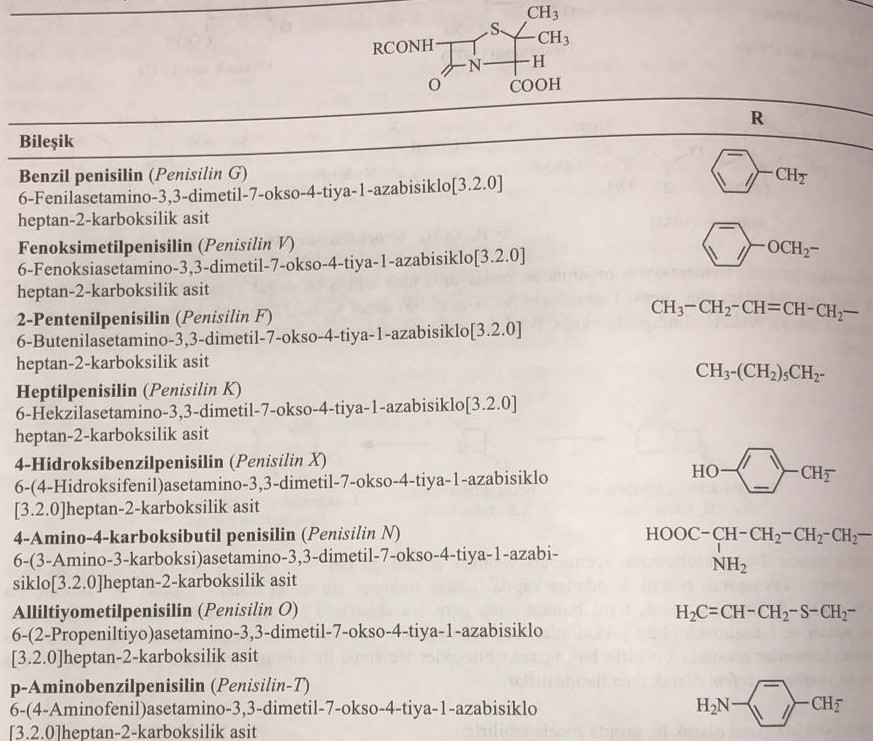 CH3
S
CH3
RCONH
N
H
O
COOH
Bileşik R
Benzil penisilin (Penisilin G)
6-Fenilasetamino-3,3-dimetil-7-okso-4-tiya-1-azabisiklo[3.2.0]
heptan-2-karboksilik asit
CH2-
Fenoksimetilpenisilin (Penisilin V)
6-Fenoksiasetamino-3,3-dimetil-7-okso-4-tiya-1-azabisiklo[3.2.0]
heptan-2-karboksilik asit
OCH2-
2-Pentenilpenisilin (Penisilin F)
6-Butenilasetamino-3,3-dimetil-7-okso-4-tiya-1-azabisiklo[3.2.0]
heptan-2-karboksilik asit
CH3-CH2-CH=CH-CH2-
Heptilpenisilin (Penisilin K)
6-Hekzilasetamino-3,3-dimetil-7-okso-4-tiya-1-azabisiklo[3.2.0]
heptan-2-karboksilik asit
CH3-(CH2)5CH2-
4-Hidroksibenzilpenisilin (Penisilin X)
6-(4-Hidroksifenil)asetamino-3,3-dimetil-7-okso-4-tiya-1-azabisiklo
[3.2.0]heptan-2-karboksilik asit
HO- -CH2-
4-Amino-4-karboksibutil penisilin (Penisilin N)
6-(3-Amino-3-karboksi)asetamino-3,3-dimetil-7-okso-4-tiya-1-azabi-
siklo[3.2.0]heptan-2-karboksilik asit
HOOC-CH-CH2-CH2-CH2-
NH2
Alliltiyometilpenisilin (Penisilin O)
6-(2-Propeniltiyo)asetamino-3,3-dimetil-7-okso-4-tiya-1-azabisiklo
[3.2.0]heptan-2-karboksilik asit
H2C=CH-CH2-S-CH2-
p-Aminobenzilpenisilin (Penisilin-T)
6-(4-Aminofenil)asetamino-3,3-dimetil-7-okso-4-tiya-1-azabisiklo
[3.2.0]heptan-2-karboksilik asit
H2N- -CH2-